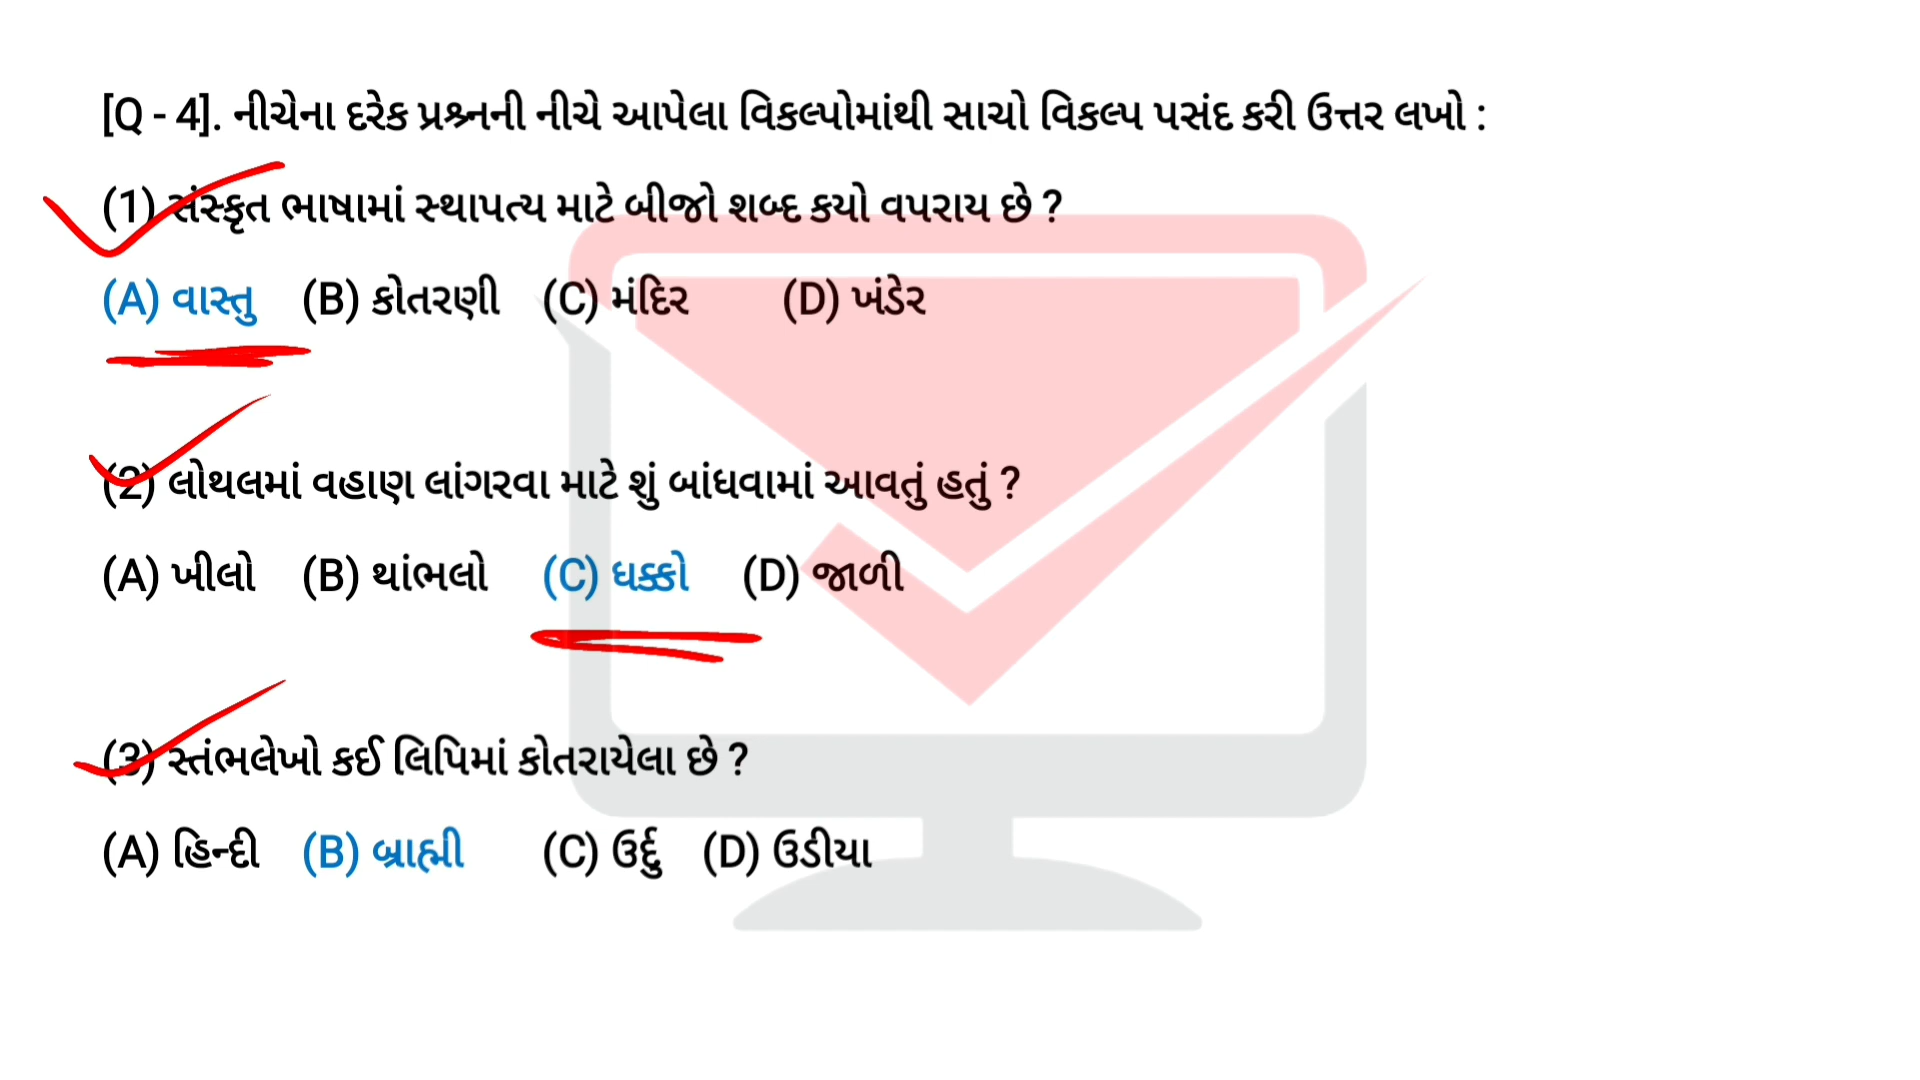 [Q - 4]. નીચેના દરેક પ્રશ્નની નીચે આપેલા વિકલ્પોમાંથી સાચો વિકલ્પ પસંદ કરી ઉત્તર લખો :
(1) સંસ્કૃત ભાષામાં સ્થાપત્ય માટે બીજો શબ્દ કયો વપરાય છે ?
(A) વાસ્તુ (B) કોતરણી (C) મંદિર (D) ખંડેર
(2) લોથલમાં વહાણ લાંગરવા માટે શું બાંધવામાં આવતું હતું ?
(A) ખીલો (B) થાંભલો (C) ધક્કો (D) જાળી
(3) સ્તંભલેખો કઈ લિપિમાં કોતરાયેલા છે ?
(A) હિન્દી (B) બ્રાહ્મી (C) ઉર્દુ (D) ઉડીયા